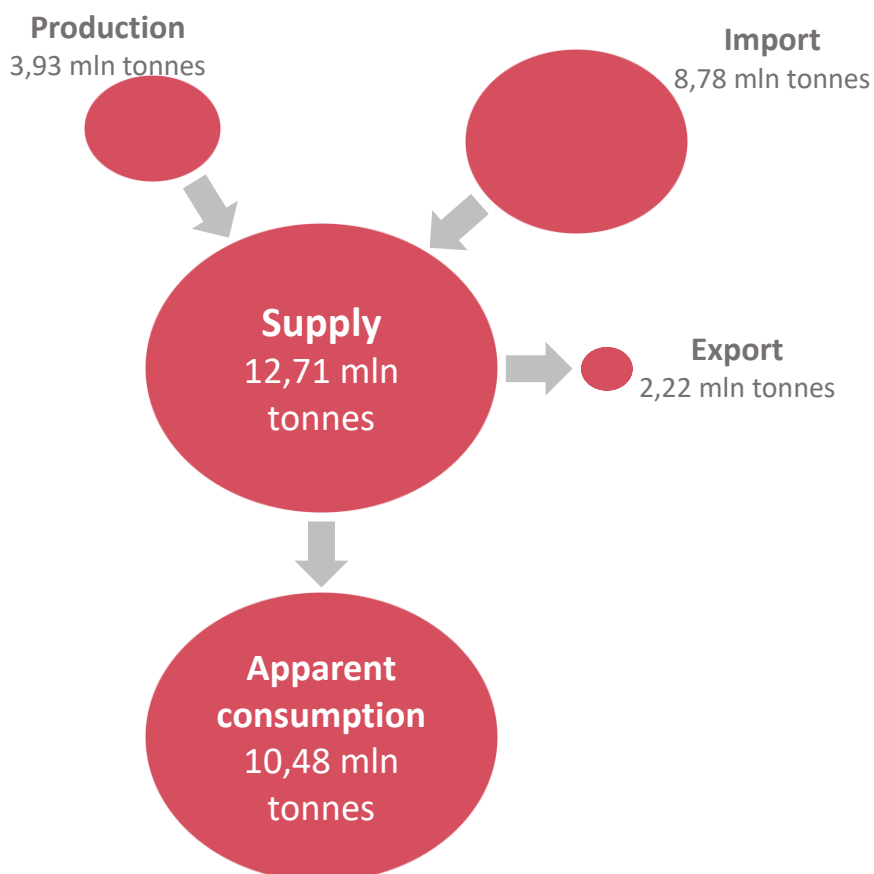 Production
3,93 mln tonnes
Import
8,78 mln tonnes
Supply
12,71 mln
tonnes
Export
2,22 mln tonnes
Apparent
consumption
10,48 mln
tonnes